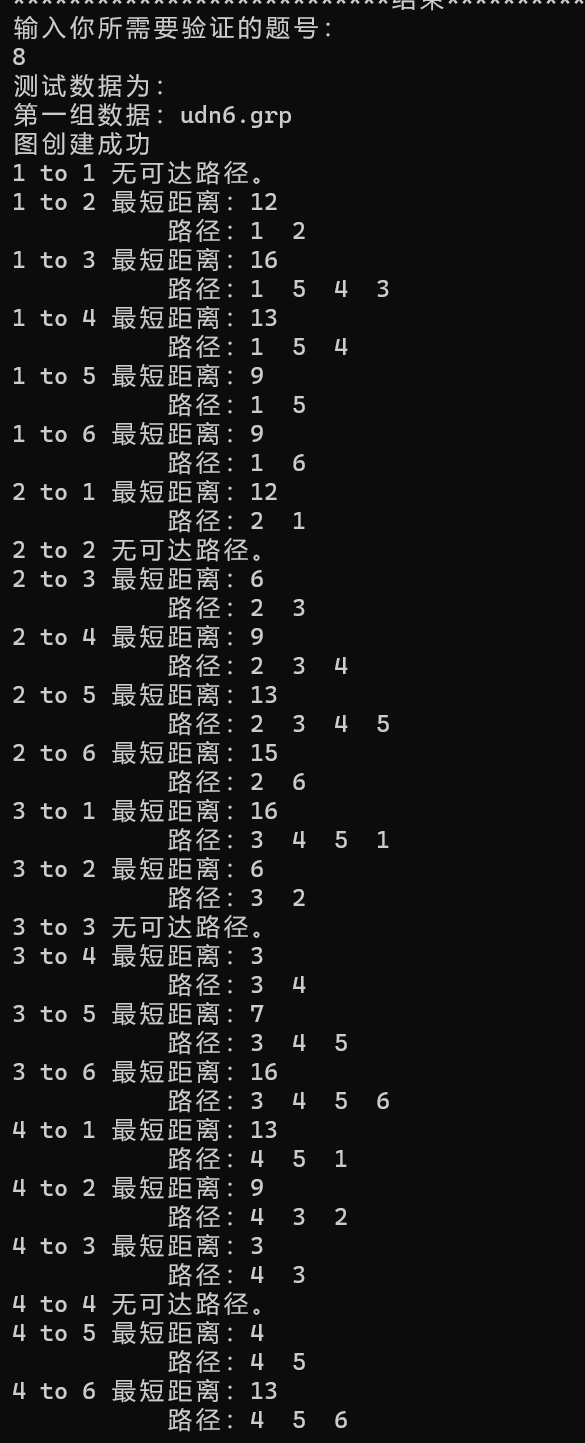 ****************************结束**********
输入你所需要验证的题号：
8
测试数据为：
第一组数据：udn6.grp
图创建成功
1 to 1 无可达路径。
1 to 2 最短距离：12
路径：1  2
1 to 3 最短距离：16
路径：1  5  4  3
1 to 4 最短距离：13
路径：1  5  4
1 to 5 最短距离：9
路径：1  5
1 to 6 最短距离：9
路径：1  6
2 to 1 最短距离：12
路径：2  1
2 to 2 无可达路径。
2 to 3 最短距离：6
路径：2  3
2 to 4 最短距离：9
路径：2  3  4
2 to 5 最短距离：13
路径：2  3  4  5
2 to 6 最短距离：15
路径：2  6
3 to 1 最短距离：16
路径：3  4  5  1
3 to 2 最短距离：6
路径：3  2
3 to 3 无可达路径。
3 to 4 最短距离：3
路径：3  4
3 to 5 最短距离：7
路径：3  4  5
3 to 6 最短距离：16
路径：3  4  5  6
4 to 1 最短距离：13
路径：4  5  1
4 to 2 最短距离：9
路径：4  3  2
4 to 3 最短距离：3
路径：4  3
4 to 4 无可达路径。
4 to 5 最短距离：4
路径：4  5
4 to 6 最短距离：13
路径：4  5  6